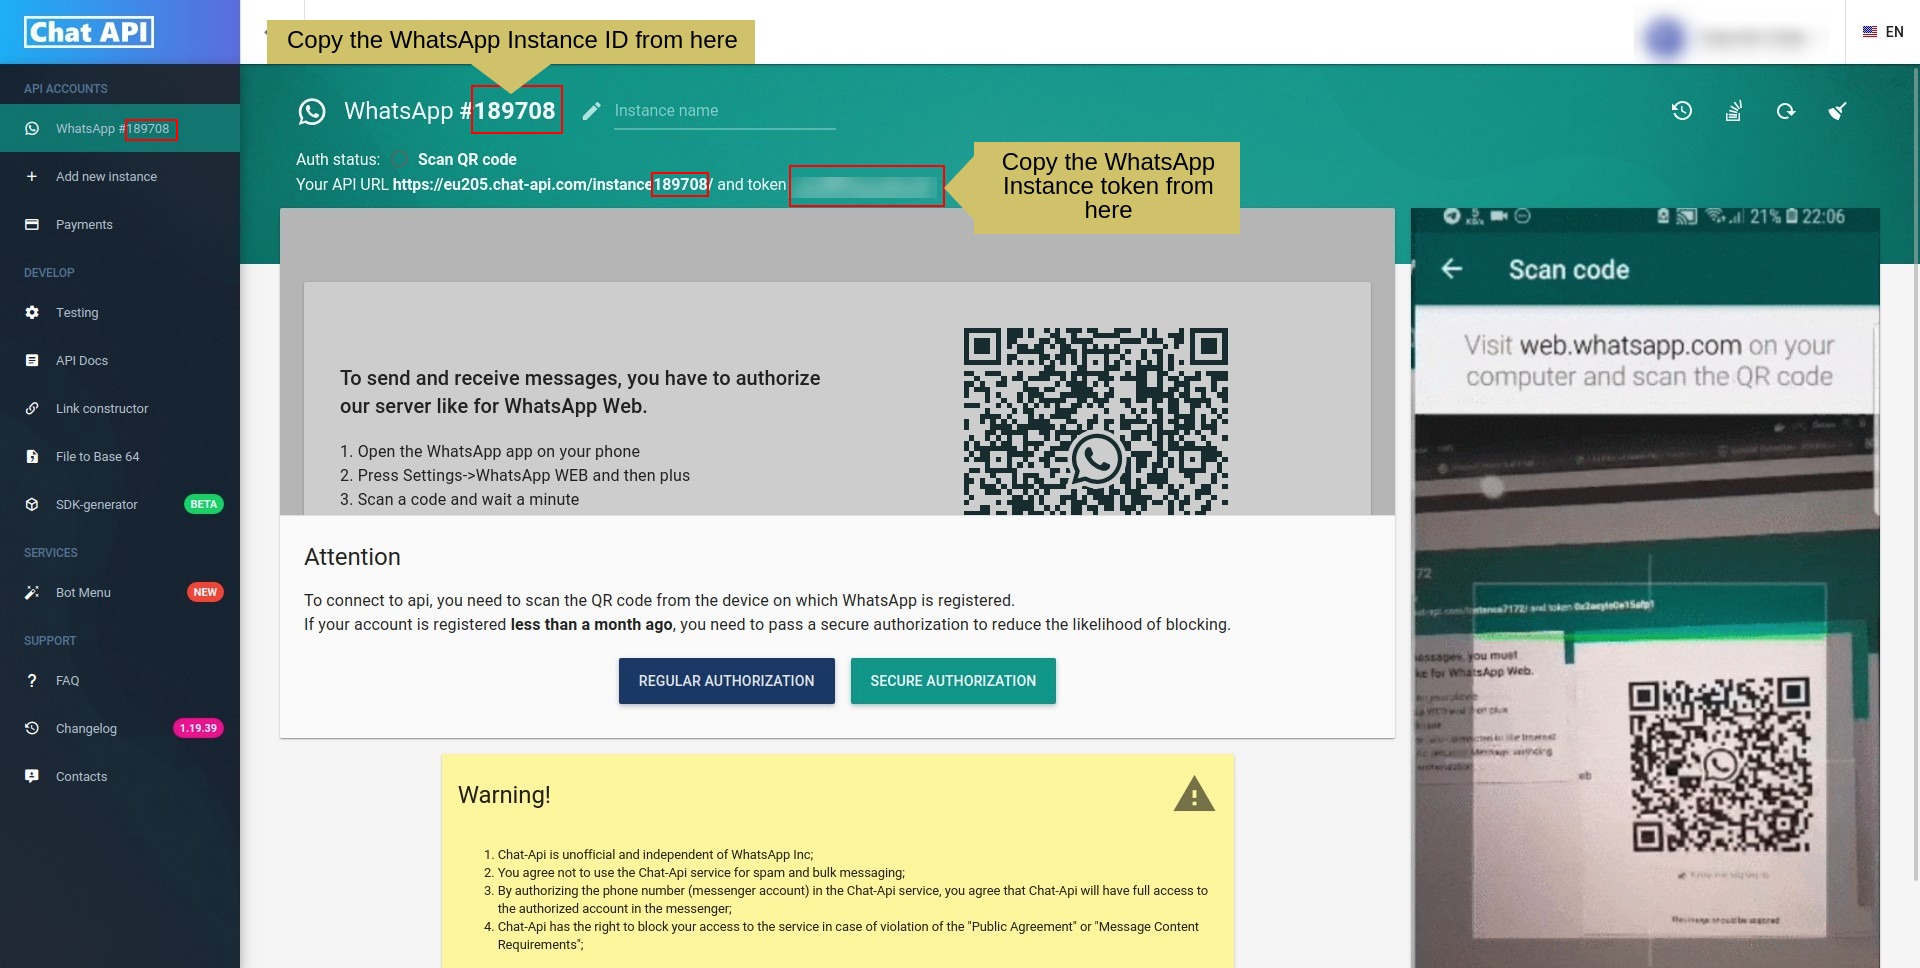 Chat API
API ACCOUNTS
WhatsApp #189708
Add new instance
Payments
DEVELOP
Testing
API Docs
Link constructor
File to Base 64
SDK-generator BETA
SERVICES
Bot Menu NEW
SUPPORT
FAQ
Changelog 1.19.39
Contacts
Copy the WhatsApp Instance ID from here
EN
WhatsApp #189708
Instance name
Auth status: Scan QR code
Your API URL https://eu205.chat-api.com/instance189708/ and token
Copy the WhatsApp
Instance token from
here
To send and receive messages, you have to authorize
our server like for WhatsApp Web.
1. Open the WhatsApp app on your phone
2. Press Settings->WhatsApp WEB and then plus
3. Scan a code and wait a minute
Attention
To connect to api, you need to scan the QR code from the device on which WhatsApp is registered.
If your account is registered less than a month ago, you need to pass a secure authorization to reduce the likelihood of blocking.
REGULAR AUTHORIZATION
SECURE AUTHORIZATION
Warning!
1. Chat-Api is unofficial and independent of WhatsApp Inc;
2. You agree not to use the Chat-Api service for spam and bulk messaging;
3. By authorizing the phone number (messenger account) in the Chat-Api service, you agree that Chat-Api will have full access to
the authorized account in the messenger;
4. Chat-Api has the right to block your access to the service in case of violation of the "Public Agreement" or "Message Content
Requirements";
21% 22:06
Scan code
Visit web.whatsapp.com on your
computer and scan the QR code
72
and token
you must
ke for WhatsApp Web.